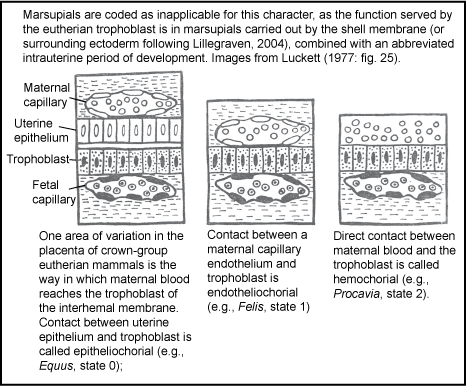 Marsupials are coded as inapplicable for this character, as the function served by
the eutherian trophoblast is in marsupials carried out by the shell membrane (or
surrounding ectoderm following Lillegraven, 2004), combined with an abbreviated
intrauterine period of development. Images from Luckett (1977: fig. 25).
Maternal
capillary
Uterine
epithelium
Trophoblast
Fetal
capillary
One area of variation in the
placenta of crown-group
eutherian mammals is the
way in which maternal blood
reaches the trophoblast of
the interhemal membrane.
Contact between uterine
epithelium and trophoblast is
called epitheliochorial (e.g.,
Equus, state 0);
Contact between a
maternal capillary
endothelium and
trophoblast is
endotheliochorial
(e.g., Felis, state 1)
Direct contact between
maternal blood and the
trophoblast is called
hemochorial (e.g.,
Procavia, state 2).